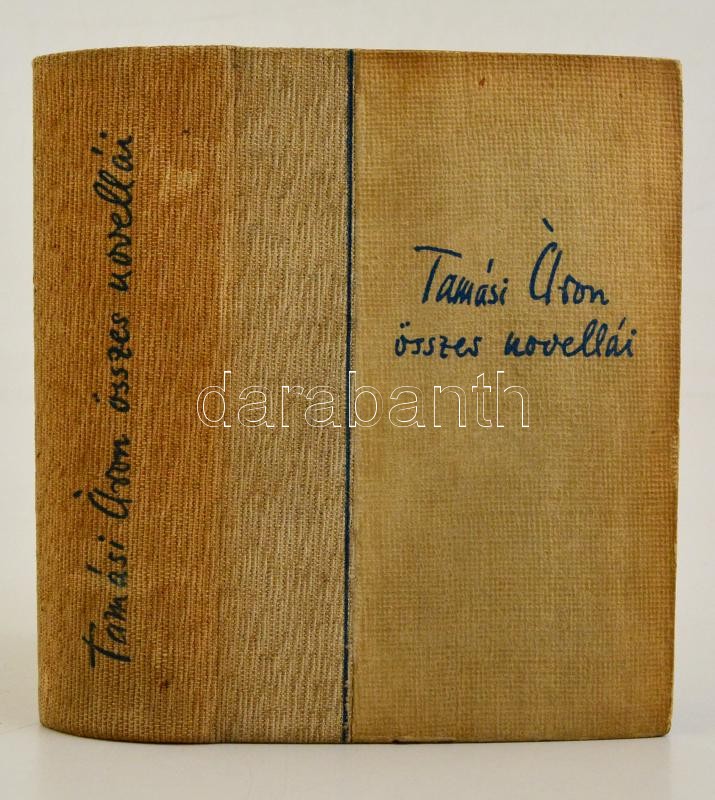 Tamási Áron összes novellái
Tamási Áron
összes novellái
darabanth